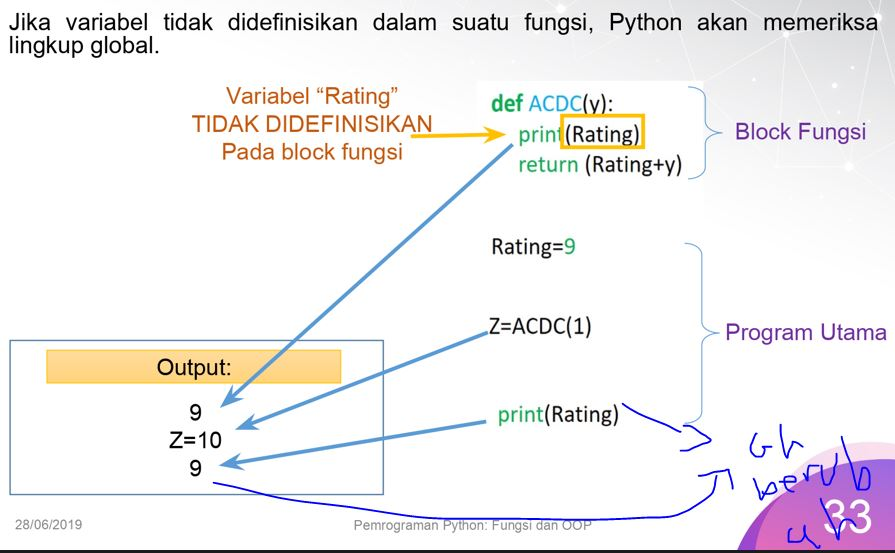 Jika variabel tidak didefinisikan dalam suatu fungsi, Python akan memeriksa
lingkup global.
Variabel “Rating”
TIDAK DIDEFINISIKAN
Pada block fungsi
def ACDC(y):
print(Rating)
return (Rating+y)
Block Fungsi
Rating=9
Z=ACDC(1)
print(Rating)
Program Utama
Output:
9
Z=10
9
berub
ah
28/06/2019
Pemrograman Python: Fungsi dan OOP
33